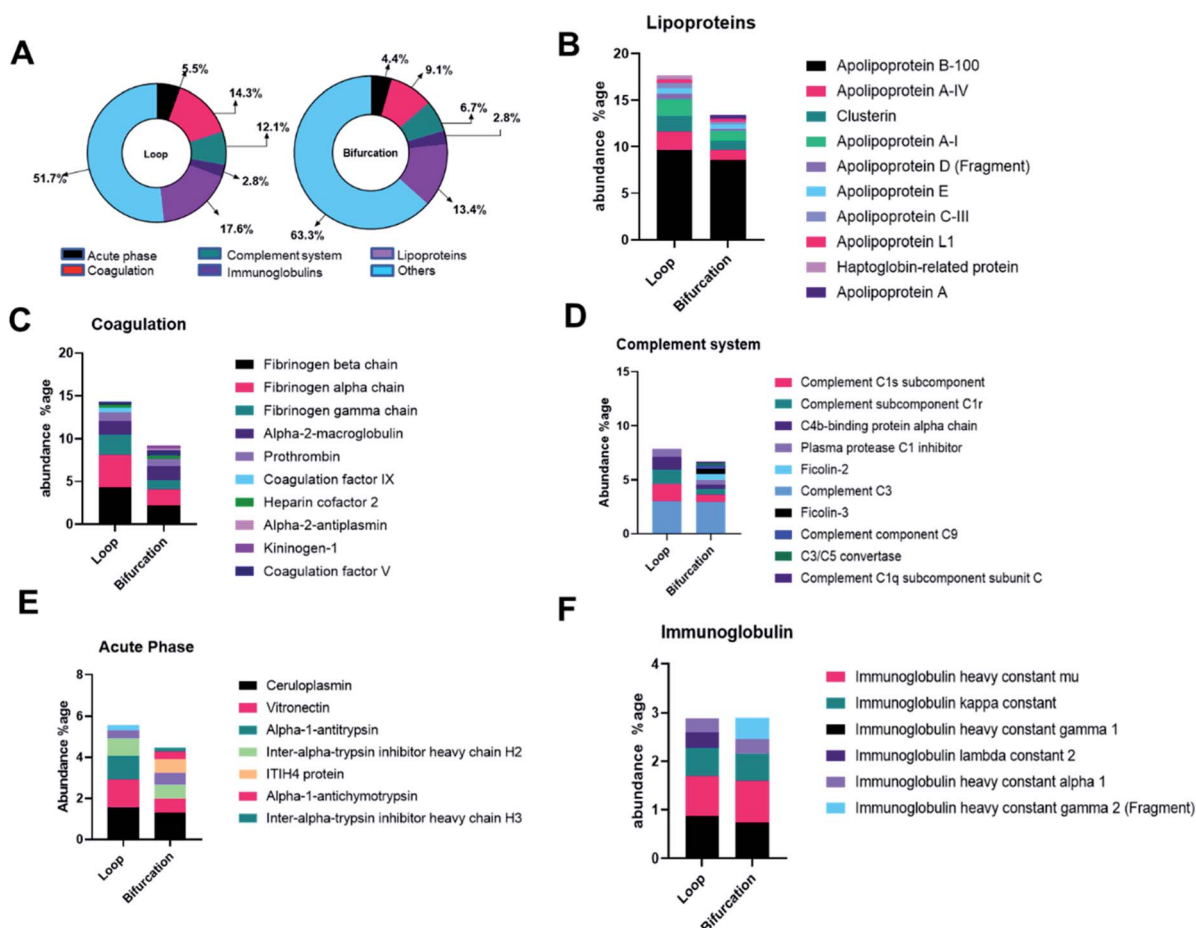 A
5.5%
14.3%
12.1%
2.8%
17.6%
51.7%
Loop
4.4%
9.1%
6.7%
2.8%
13.4%
63.3%
Bifurcation
Acute phase
Complement system
Lipoproteins
Coagulation
Immunoglobulins
Others
B
Lipoproteins
abundance %age
20
15
10
5
0
Loop
Bifurcation
Apolipoprotein B-100
Apolipoprotein A-IV
Clusterin
Apolipoprotein A-I
Apolipoprotein D (Fragment)
Apolipoprotein E
Apolipoprotein C-III
Apolipoprotein L1
Haptoglobin-related protein
Apolipoprotein A
C
Coagulation
abundance %age
20
15
10
5
0
Loop
Bifurcation
Fibrinogen beta chain
Fibrinogen alpha chain
Fibrinogen gamma chain
Alpha-2-macroglobulin
Prothrombin
Coagulation factor IX
Heparin cofactor 2
Alpha-2-antiplasmin
Kininogen-1
Coagulation factor V
D
Complement system
Abundance %age
15
10
5
0
Loop
Bifurcation
Complement C1s subcomponent
Complement subcomponent C1r
C4b-binding protein alpha chain
Plasma protease C1 inhibitor
Ficolin-2
Complement C3
Ficolin-3
Complement component C9
C3/C5 convertase
Complement C1q subcomponent subunit C
E
Acute Phase
Abundance %age
8
6
4
2
0
Loop
Bifurcation
Ceruloplasmin
Vitronectin
Alpha-1-antitrypsin
Inter-alpha-trypsin inhibitor heavy chain H2
ITIH4 protein
Alpha-1-antichymotrypsin
Inter-alpha-trypsin inhibitor heavy chain H3
F
Immunoglobulin
abundance %age
4
3
2
1
0
Loop
Bifurcation
Immunoglobulin heavy constant mu
Immunoglobulin kappa constant
Immunoglobulin heavy constant gamma 1
Immunoglobulin lambda constant 2
Immunoglobulin heavy constant alpha 1
Immunoglobulin heavy constant gamma 2 (Fragment)